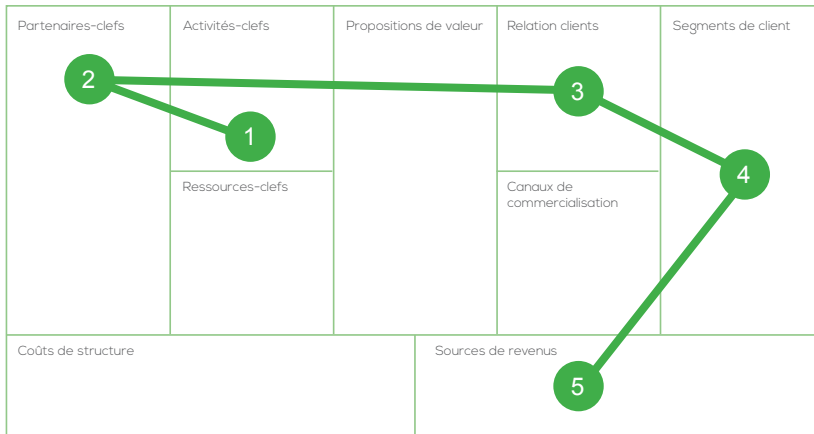 Partenaires-clefs
Activités-clefs
Propositions de valeur
Relation clients
Segments de client
2
3
1
4
Ressources-clefs
Canaux de
commercialisation
Coûts de structure
Sources de revenus
5